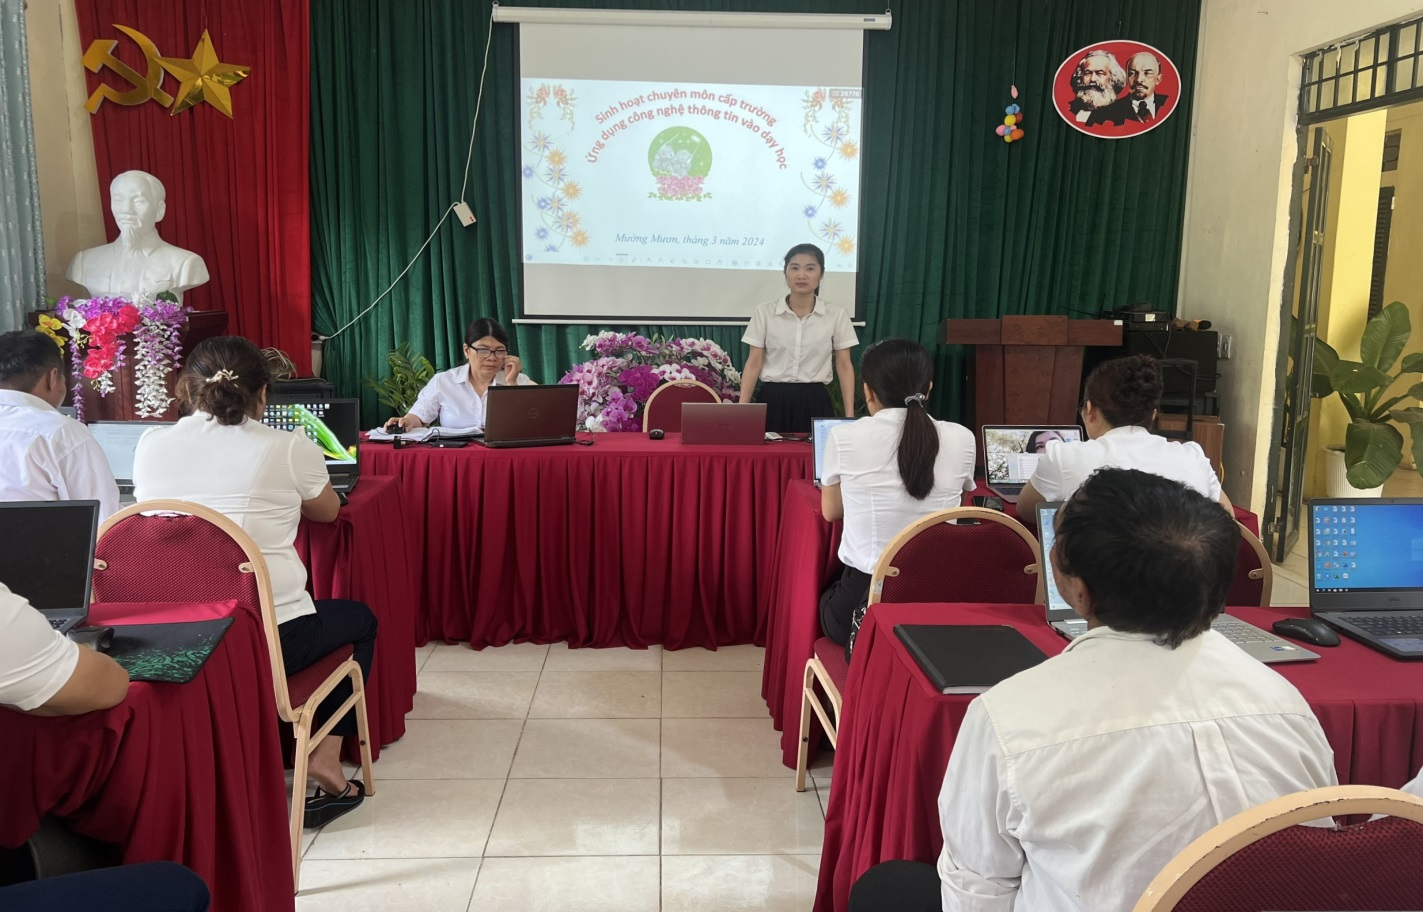 Sinh hoạt chuyên môn cấp trường
Ứng dụng công nghệ thông tin vào dạy học
Mường Mươn, tháng 3 năm 2024